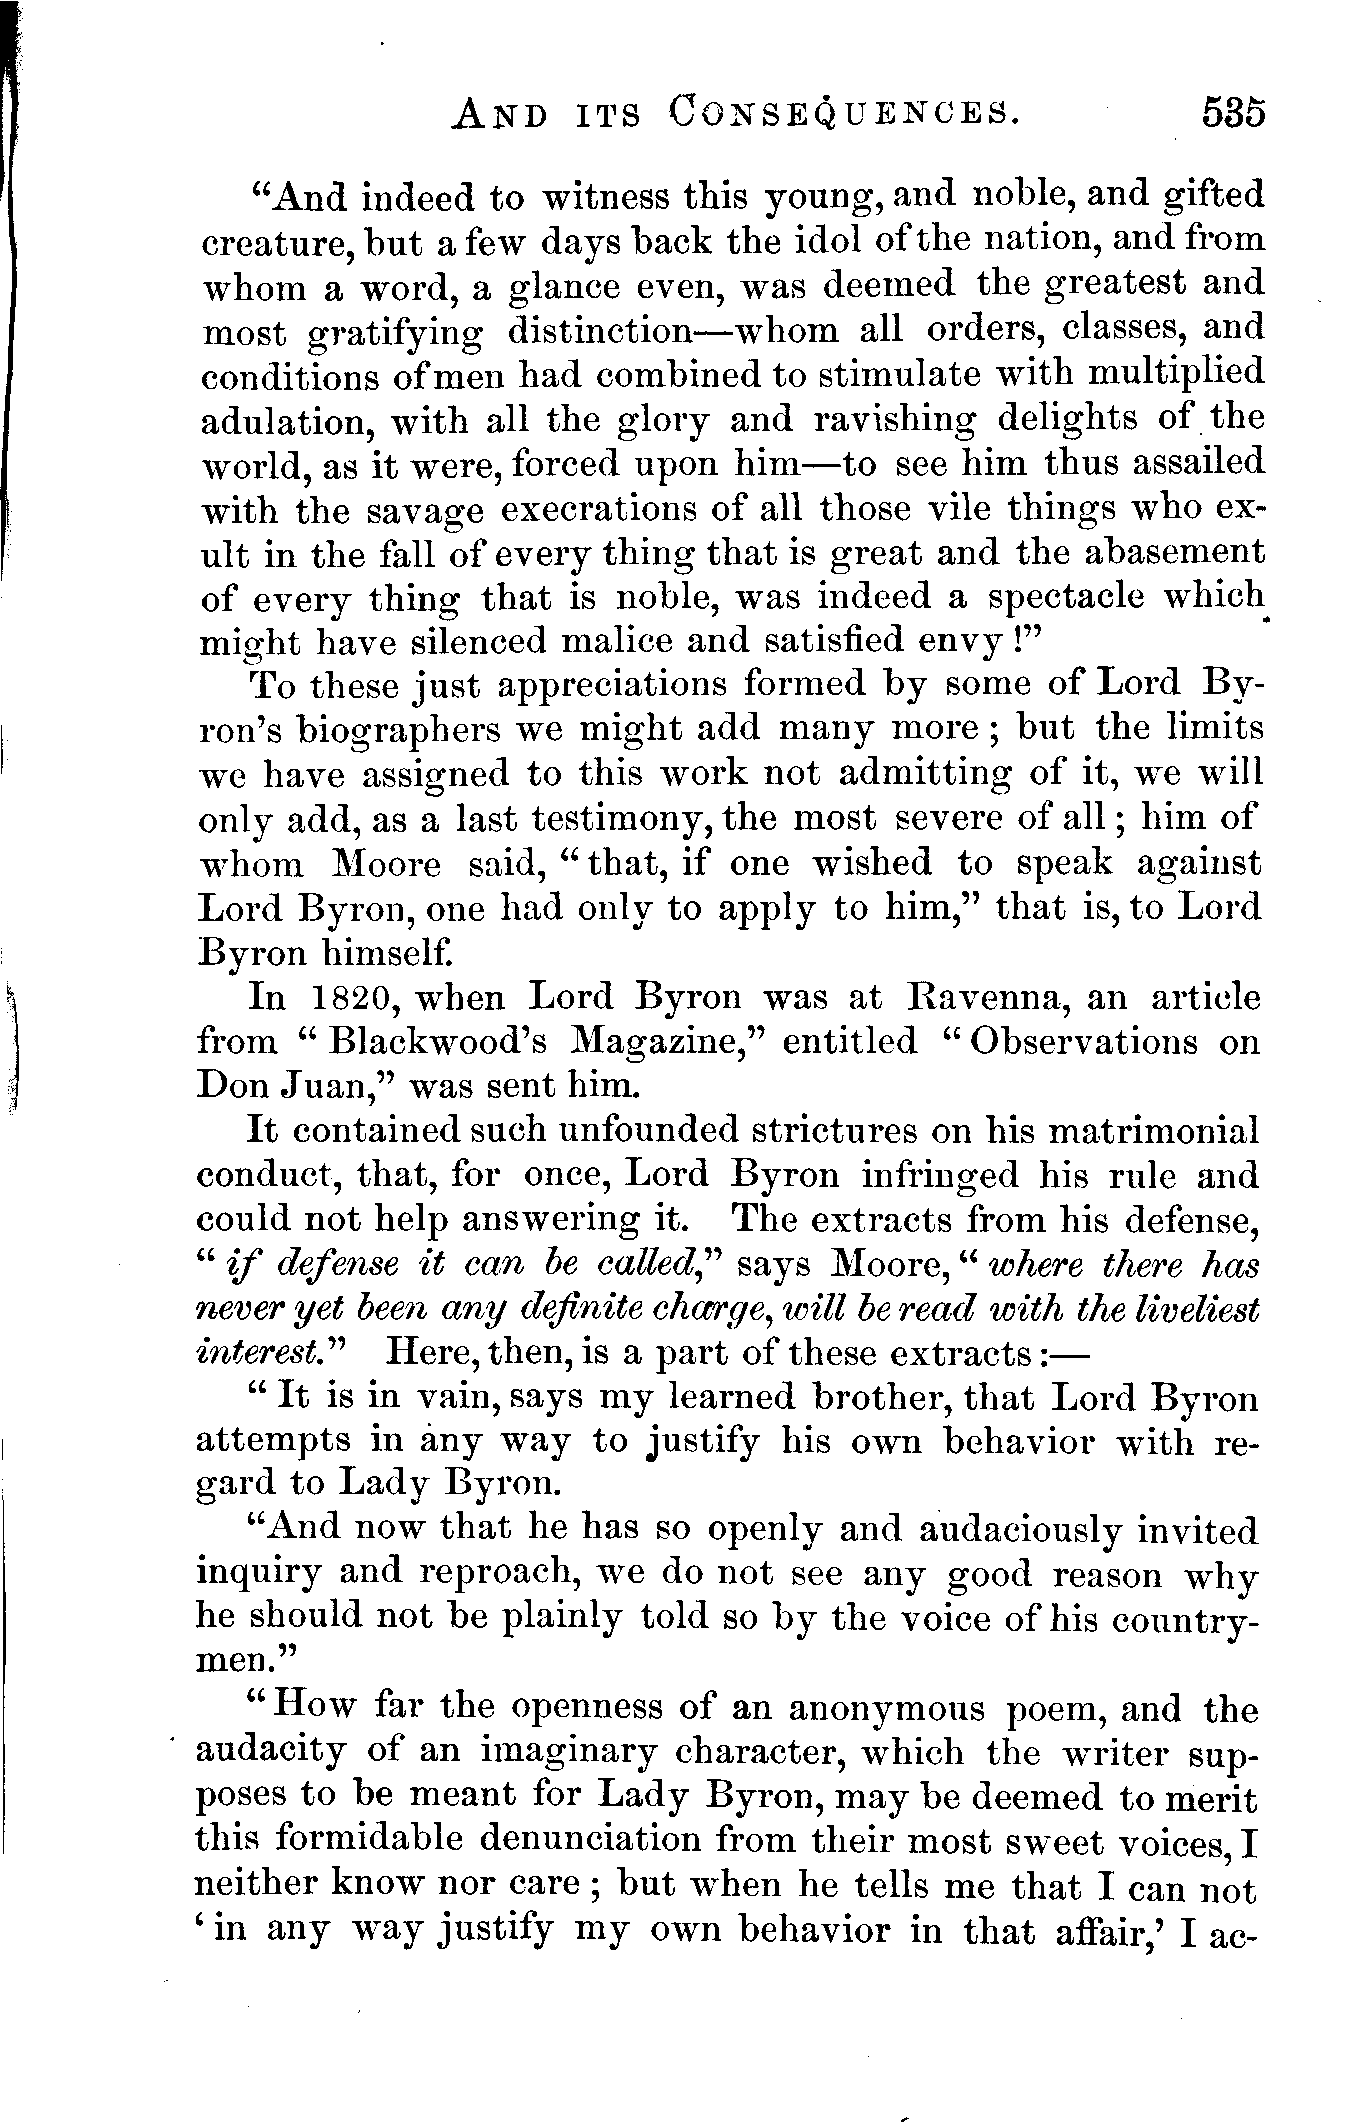 AND ITS CONSEQUENCES. 535
“And indeed to witness this young, and noble, and gifted
creature, but a few days back the idol of the nation, and from
whom a word, a glance even, was deemed the greatest and
most gratifying distinction—whom all orders, classes, and
conditions of men had combined to stimulate with multiplied
adulation, with all the glory and ravishing delights of the
world, as it were, forced upon him—to see him thus assailed
with the savage execrations of all those vile things who ex-
ult in the fall of every thing that is great and the abasement
of every thing that is noble, was indeed a spectacle which
might have silenced malice and satisfied envy!”
To these just appreciations formed by some of Lord By-
ron’s biographers we might add many more; but the limits
we have assigned to this work not admitting of it, we will
only add, as a last testimony, the most severe of all; him of
whom Moore said, “that, if one wished to speak against
Lord Byron, one had only to apply to him,” that is, to Lord
Byron himself.
In 1820, when Lord Byron was at Ravenna, an article
from “Blackwood’s Magazine,” entitled “Observations on
Don Juan,” was sent him.
It contained such unfounded strictures on his matrimonial
conduct, that, for once, Lord Byron infringed his rule and
could not help answering it. The extracts from his defense,
“if defense it can be called,” says Moore, “where there has
never yet been any definite charge, will be read with the liveliest
interest.” Here, then, is a part of these extracts:—
“It is in vain, says my learned brother, that Lord Byron
attempts in any way to justify his own behavior with re-
gard to Lady Byron.
“And now that he has so openly and audaciously invited
inquiry and reproach, we do not see any good reason why
he should not be plainly told so by the voice of his country-
men.”
“How far the openness of an anonymous poem, and the
audacity of an imaginary character, which the writer sup-
poses to be meant for Lady Byron, may be deemed to merit
this formidable denunciation from their most sweet voices, I
neither know nor care; but when he tells me that I can not
‘in any way justify my own behavior in that affair,’ I ac-